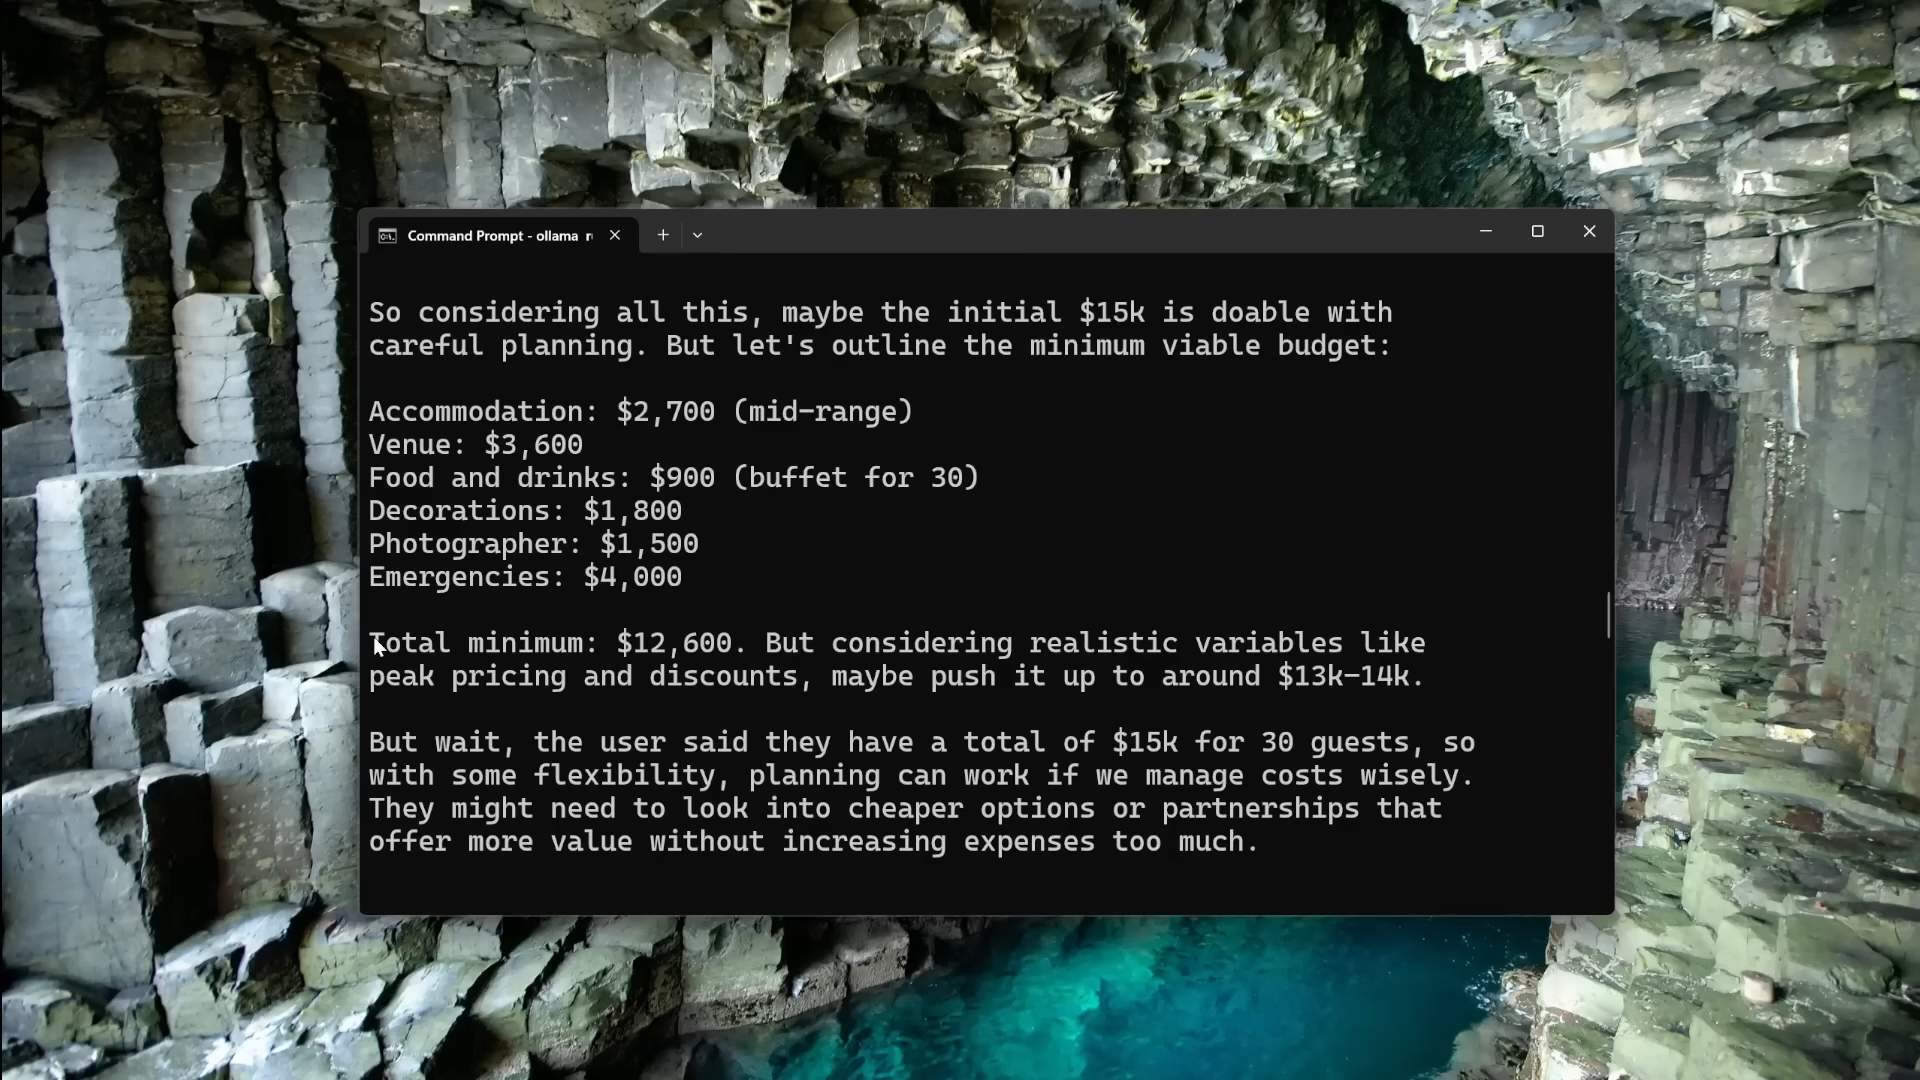 Command Prompt - ollama
So considering all this, maybe the initial $15k is doable with
careful planning. But let's outline the minimum viable budget:
Accommodation: $2,700 (mid-range)
Venue: $3,600
Food and drinks: $900 (buffet for 30)
Decorations: $1,800
Photographer: $1,500
Emergencies: $4,000
Total minimum: $12,600. But considering realistic variables like
peak pricing and discounts, maybe push it up to around $13k-14k.
But wait, the user said they have a total of $15k for 30 guests, so
with some flexibility, planning can work if we manage costs wisely.
They might need to look into cheaper options or partnerships that
offer more value without increasing expenses too much.